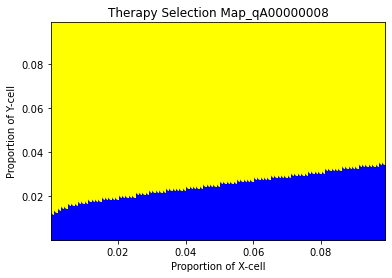 Therapy Selection Map_qA00000008
Proportion of Y-cell
0.08
0.06
0.04
0.02
0.02 0.04 0.06 0.08
Proportion of X-cell